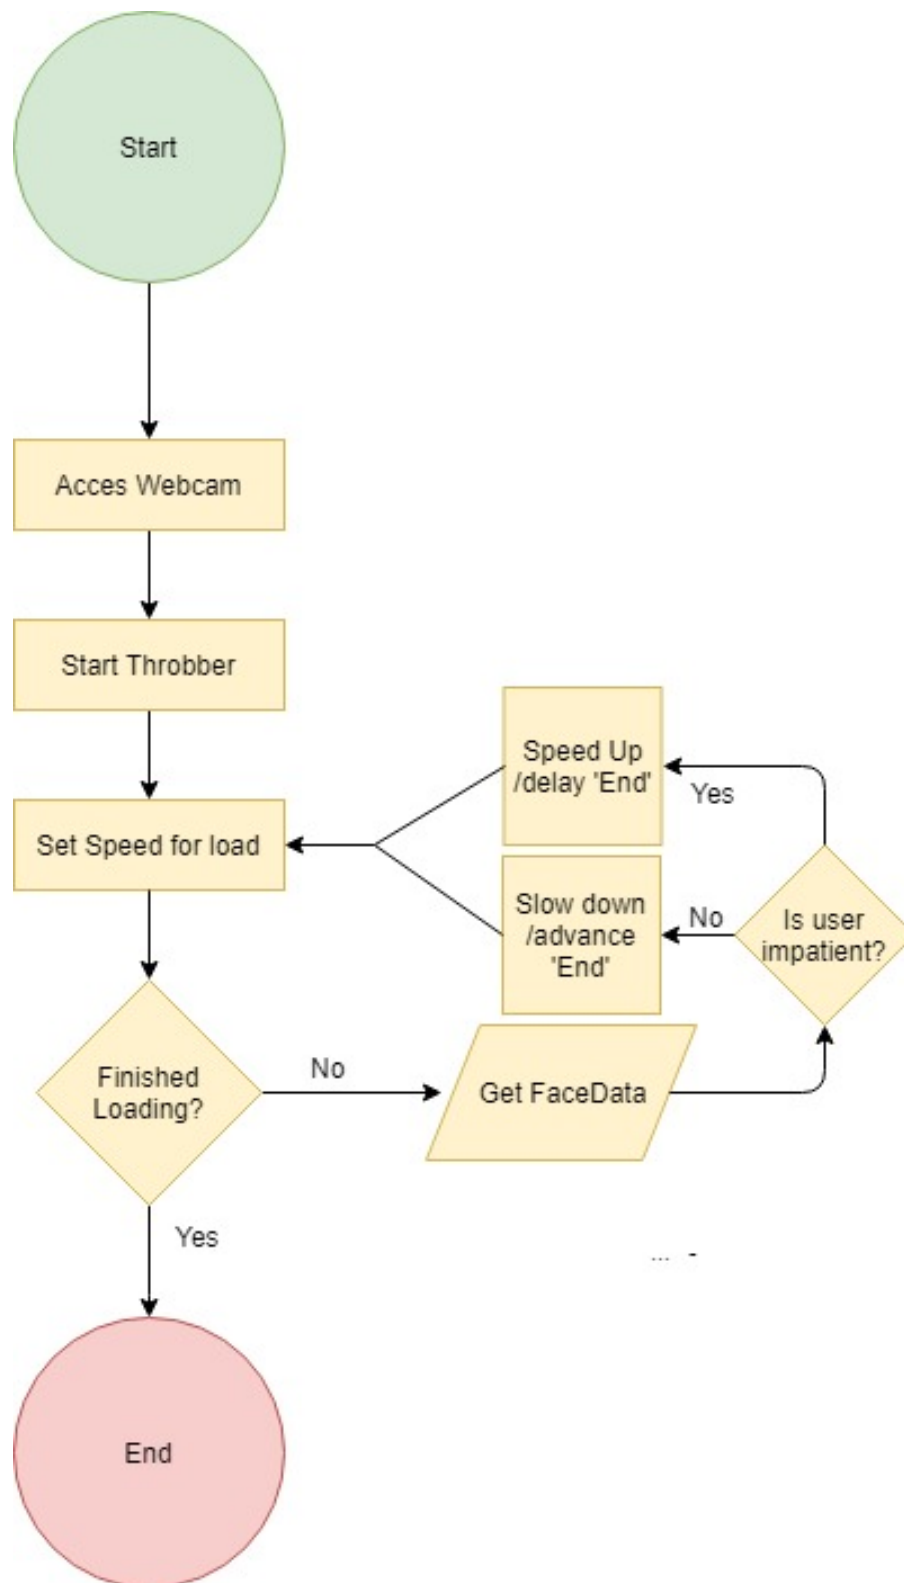 Start
Acces Webcam
Start Throbber
Set Speed for load
Speed Up
/delay 'End'
Yes
Slow down
/advance
'End'
No
Is user
impatient?
Finished
Loading?
No
Get FaceData
Yes
End